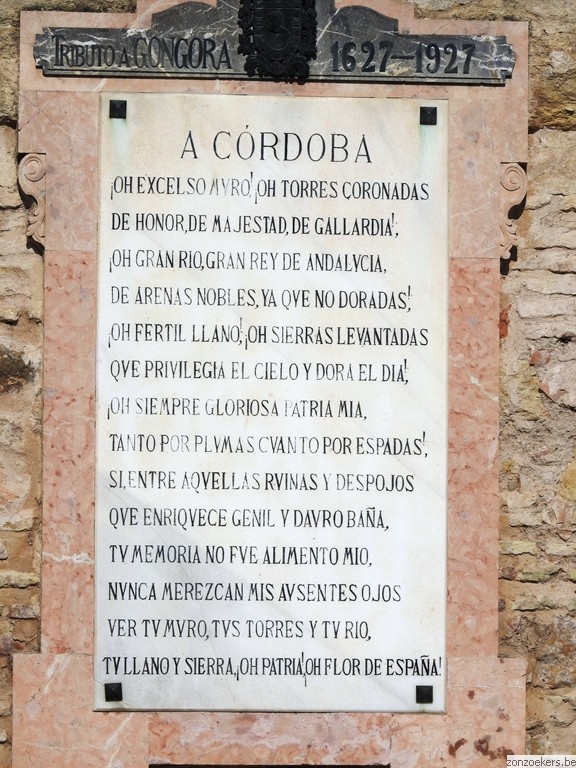 TRIBUTO A GÓNGORA 1627-1927
A CÓRDOBA
¡OH EXCELSO MVRO! ¡OH TORRES CORONADAS
DE HONOR, DE MAJESTAD, DE GALLARDIA!,
¡OH GRAN RIO, GRAN REY DE ANDALVCIA,
DE ARENAS NOBLES, YA QVE NO DORADAS!,
¡OH FERTIL LLANO!, ¡OH SIERRAS LEVANTADAS
QVE PRIVILEGIA EL CIELO Y DORA EL DIA!,
¡OH SIEMPRE GLORIOSA PATRIA MIA,
TANTO POR PLVMAS CVANTO POR ESPADAS!,
SI, ENTRE AQVELLAS RVINAS Y DESPOJOS
QVE ENRIQVECE GENIL Y DAVRO BAÑA,
TV MEMORIA NO FVE ALIMENTO MIO,
NVNCA MEREZCAN MIS AVSENTES OJOS
VER TV MVRO, TVS TORRES Y TV RIO,
TV LLANO Y SIERRA, ¡OH PATRIA!, ¡OH FLOR DE ESPAÑA!
zonzoekers.be